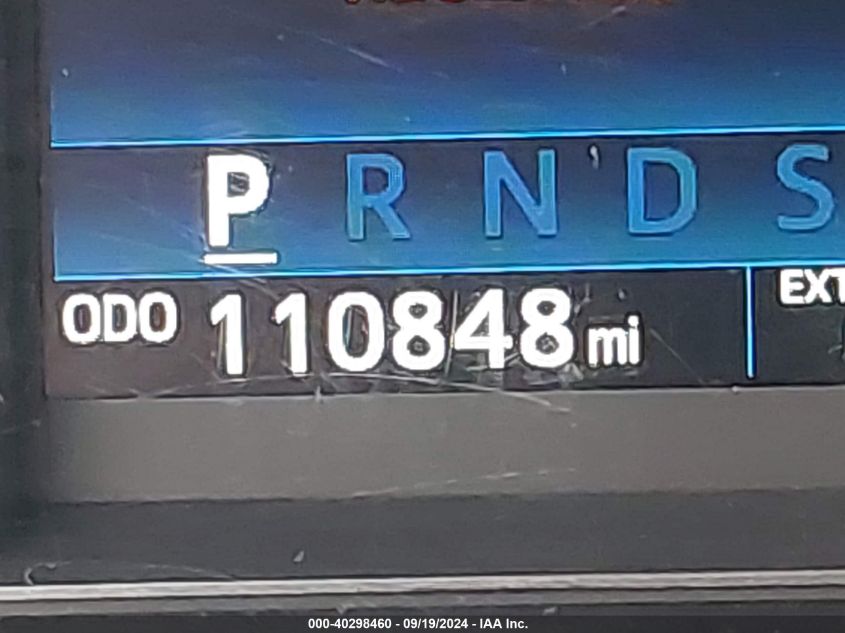 P R N D S
ODO 110848 mi
EXT
000-40298460 - 09/19/2024 - IAA Inc.